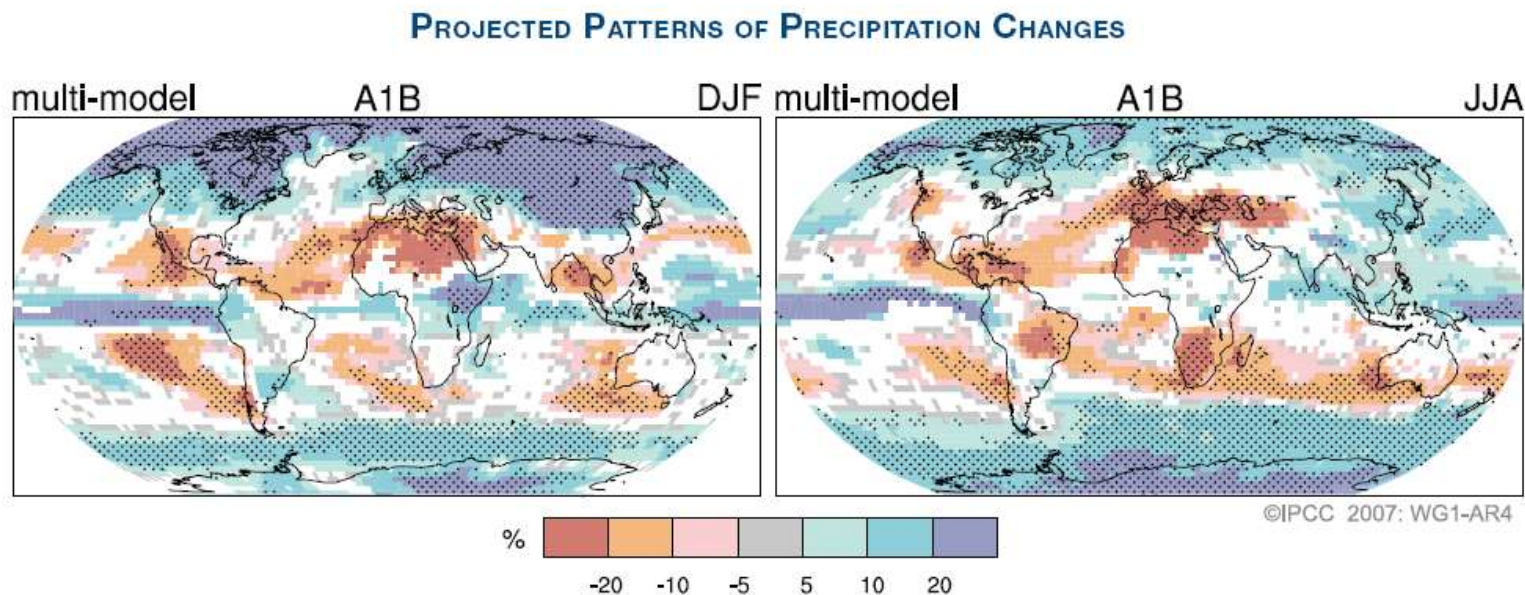 PROJECTED PATTERNS OF PRECIPITATION CHANGES
multi-model A1B DJF
multi-model A1B JJA
©IPCC 2007: WG1-AR4
%
-20 -10 -5 5 10 20